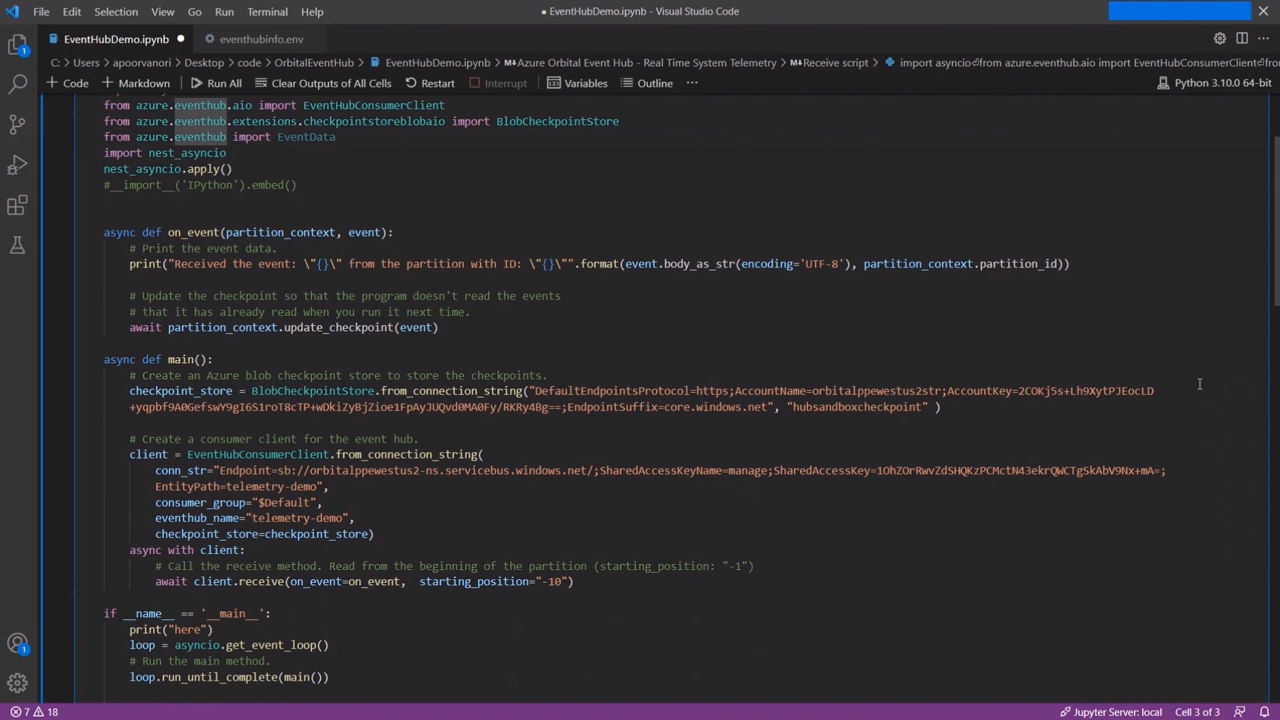 File Edit Selection View Go Run Terminal Help
● EventHubDemo.ipynb - Visual Studio Code
EventHubDemo.ipynb ● eventhubinfo.env
C: > Users > apoorvanori > Desktop > code > OrbitalEventHub > EventHubDemo.ipynb > Azure Orbital Event Hub - Real Time System Telemetry > Receive script > import asyncio from azure.eventhub.aio import EventHubConsumerClient from
+ Code + Markdown Run All Clear Outputs of All Cells Restart Interrupt Variables Outline ... Python 3.10.0 64-bit
from azure.eventhub.aio import EventHubConsumerClient
from azure.eventhub.extensions.checkpointstoreblobaio import BlobCheckpointStore
from azure.eventhub import EventData
import nest_asyncio
nest_asyncio.apply()
#__import__('IPython').embed()
async def on_event(partition_context, event):
# Print the event data.
print("Received the event: \"{}\" from the partition with ID: \"{}\"".format(event.body_as_str(encoding='UTF-8'), partition_context.partition_id))
# Update the checkpoint so that the program doesn't read the events
# that it has already read when you run it next time.
await partition_context.update_checkpoint(event)
async def main():
# Create an Azure blob checkpoint store to store the checkpoints.
checkpoint_store = BlobCheckpointStore.from_connection_string("DefaultEndpointsProtocol=https;AccountName=orbitalppewestus2str;AccountKey=
EndpointSuffix=core.windows.net", "hubsandboxcheckpoint" )
# Create a consumer client for the event hub.
client = EventHubConsumerClient.from_connection_string(
conn_str="Endpoint=sb://orbitalppewestus2-ns.servicebus.windows.net/;SharedAccessKeyName=manage;SharedAccessKey=
EntityPath=telemetry-demo",
consumer_group="$Default",
eventhub_name="telemetry-demo",
checkpoint_store=checkpoint_store)
async with client:
# Call the receive method. Read from the beginning of the partition (starting_position: "-1")
await client.receive(on_event=on_event, starting_position="-10")
if __name__ == '__main__':
print("here")
loop = asyncio.get_event_loop()
# Run the main method.
loop.run_until_complete(main())
7 18 Jupyter Server: local Cell 3 of 3